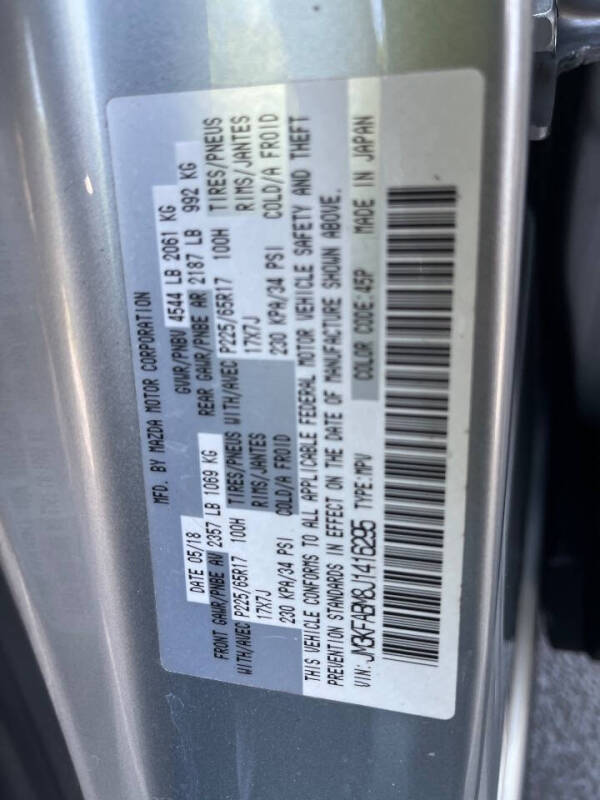 MFD. BY MAZDA MOTOR CORPORATION
DATE 05/18 GVWR/PNBV 4544 LB 2061 KG
FRONT GAWR/PNBE AV 2357 LB 1069 KG REAR GAWR/PNBE AR 2187 LB 992 KG
WITH/AVEC P225/65R17 100H TIRES/PNEUS WITH/AVEC P225/65R17 100H TIRES/PNEUS
17X7J RIMS/JANTES 17X7J RIMS/JANTES
230 KPA/34 PSI COLD/A FROID 230 KPA/34 PSI COLD/A FROID
THIS VEHICLE CONFORMS TO ALL APPLICABLE FEDERAL MOTOR VEHICLE SAFETY AND THEFT
PREVENTION STANDARDS IN EFFECT ON THE DATE OF MANUFACTURE SHOWN ABOVE.
VIN: JM3KFABM8J1416295 TYPE:MPV COLOR CODE:45P MADE IN JAPAN